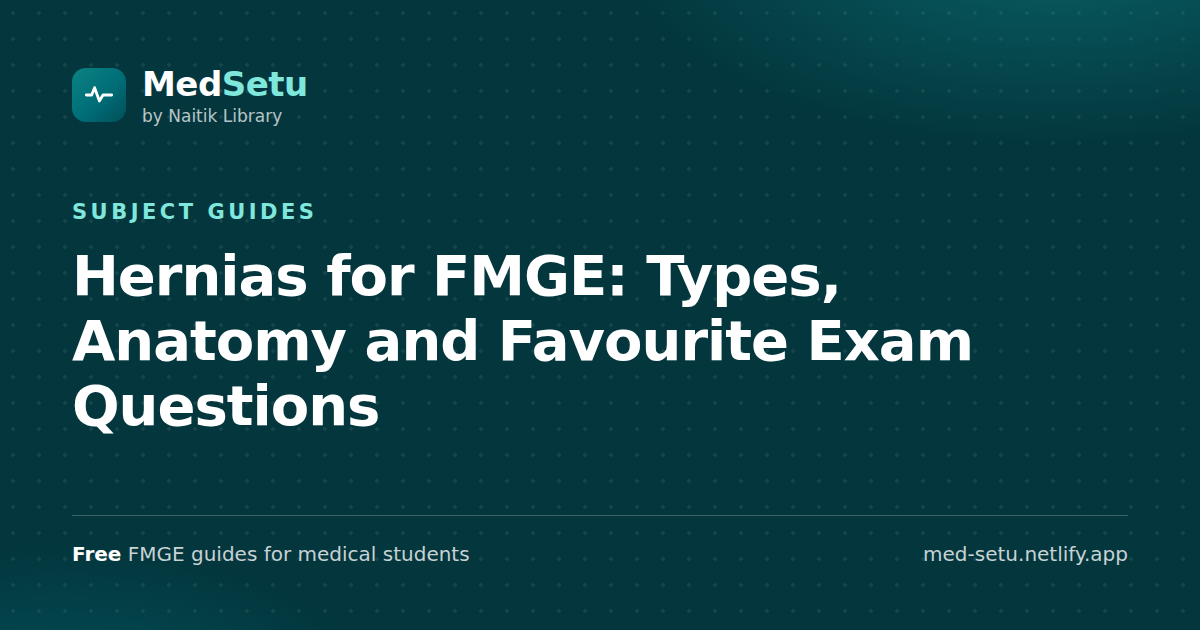 MedSetu
by Naitik Library
SUBJECT GUIDES
Hernias for FMGE: Types,
Anatomy and Favourite Exam
Questions
Free FMGE guides for medical students
med-setu.netlify.app